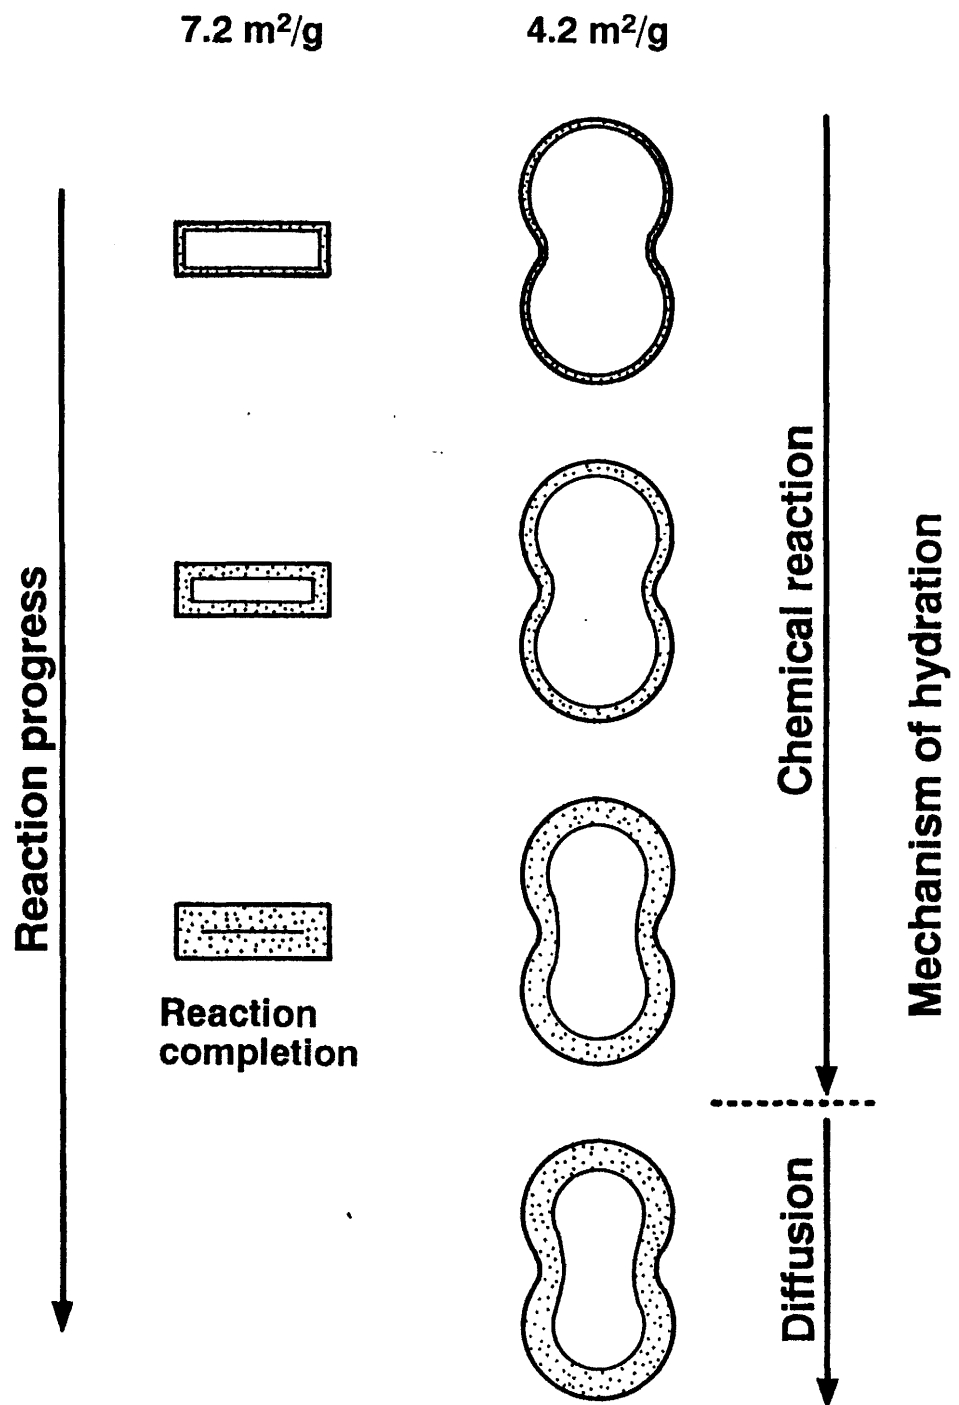 7.2 m²/g
4.2 m²/g
Reaction progress
Reaction
completion
Chemical reaction
Diffusion
Mechanism of hydration